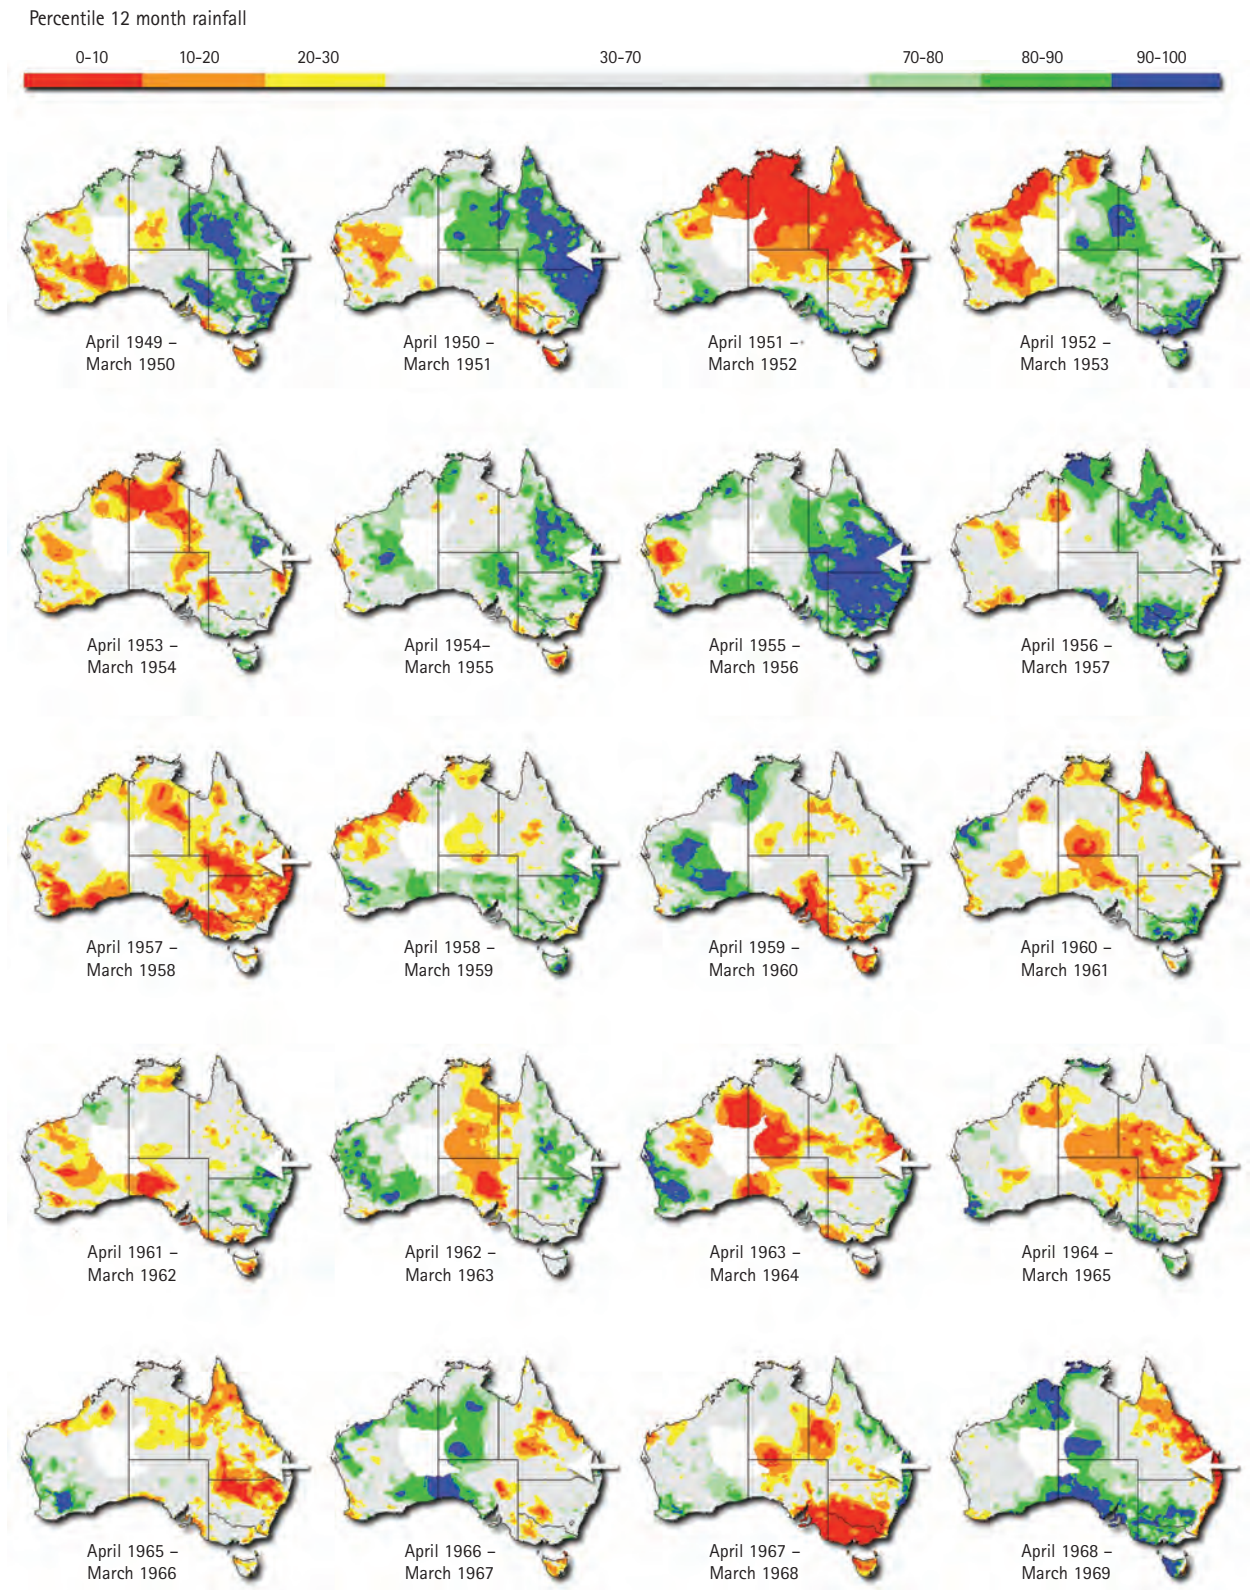 Percentile 12 month rainfall
0-10 10-20 20-30 30-70 70-80 80-90 90-100
April 1949 – March 1950
April 1950 – March 1951
April 1951 – March 1952
April 1952 – March 1953
April 1953 – March 1954
April 1954– March 1955
April 1955 – March 1956
April 1956 – March 1957
April 1957 – March 1958
April 1958 – March 1959
April 1959 – March 1960
April 1960 – March 1961
April 1961 – March 1962
April 1962 – March 1963
April 1963 – March 1964
April 1964 – March 1965
April 1965 – March 1966
April 1966 – March 1967
April 1967 – March 1968
April 1968 – March 1969